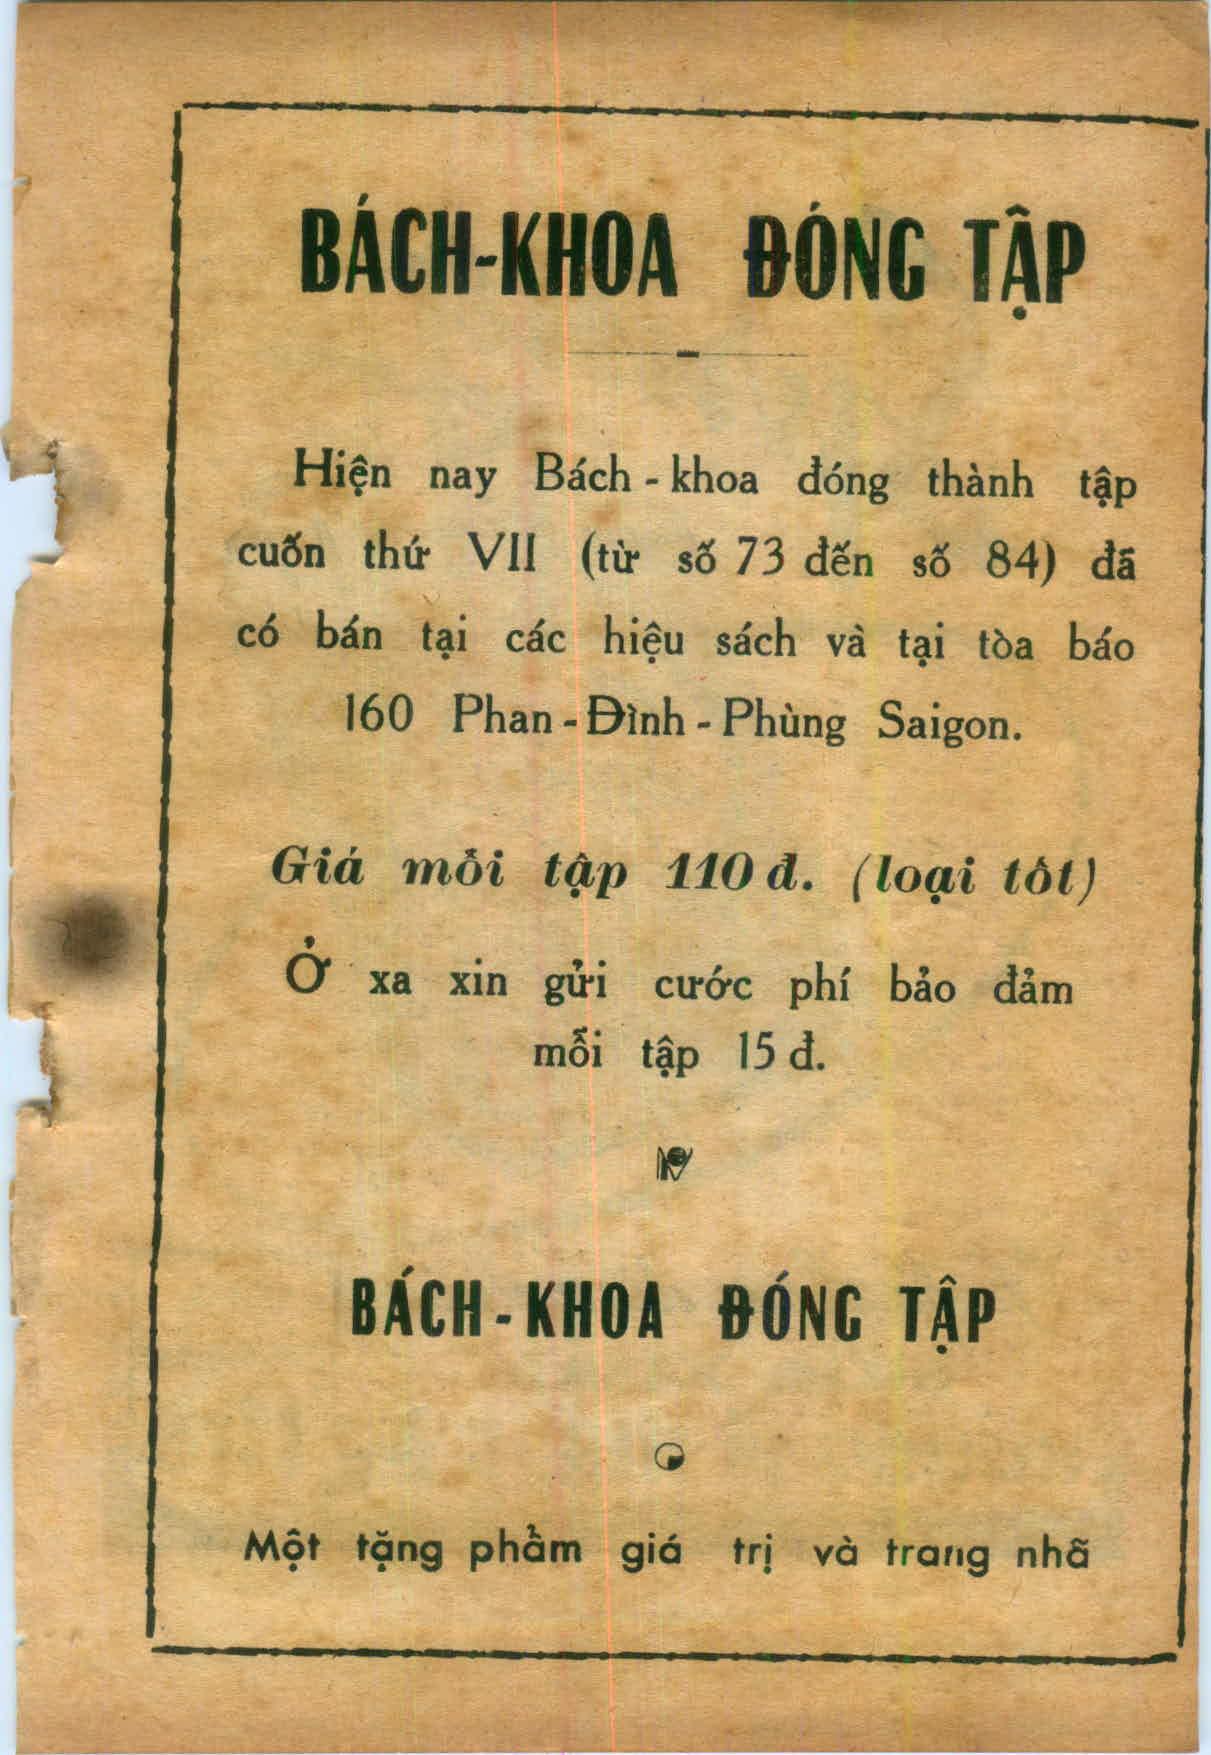 BÁCH-KHOA ĐÓNG TẬP
Hiện nay Bách-khoa đóng thành tập
cuốn thứ VII (từ số 73 đến số 84) đã
có bán tại các hiệu sách và tại tòa báo
160 Phan-Đình-Phùng Saigon.
Giá mỗi tập 110 đ. (loại tốt)
Ở xa xin gửi cước phí bảo đảm
mỗi tập 15 đ.
BÁCH-KHOA ĐÓNG TẬP
Một tặng phẩm giá trị và trang nhã